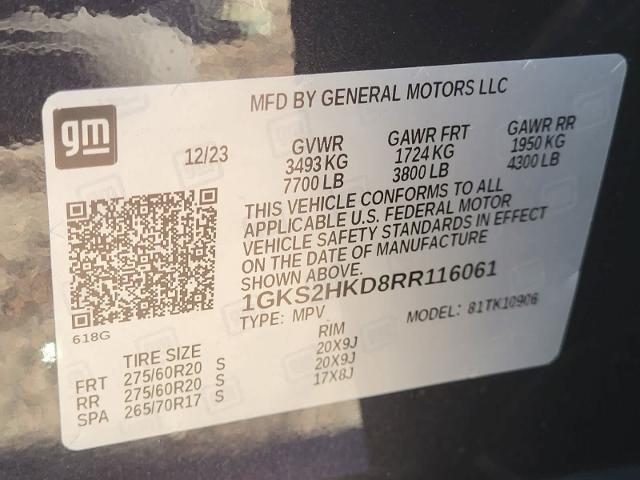 MFD BY GENERAL MOTORS LLC
gm
12/23
GVWR
3493 KG
7700 LB
GAWR FRT
1724 KG
3800 LB
GAWR RR
1950 KG
4300 LB
THIS VEHICLE CONFORMS TO ALL
APPLICABLE U.S. FEDERAL MOTOR
VEHICLE SAFETY STANDARDS IN EFFECT
ON THE DATE OF MANUFACTURE
SHOWN ABOVE.
1GKS2HKD8RR116061
TYPE: MPV MODEL: 81TK10906
618G
TIRE SIZE RIM
FRT 275/60R20 S 20X9J
RR 275/60R20 S 20X9J
SPA 265/70R17 S 17X8J